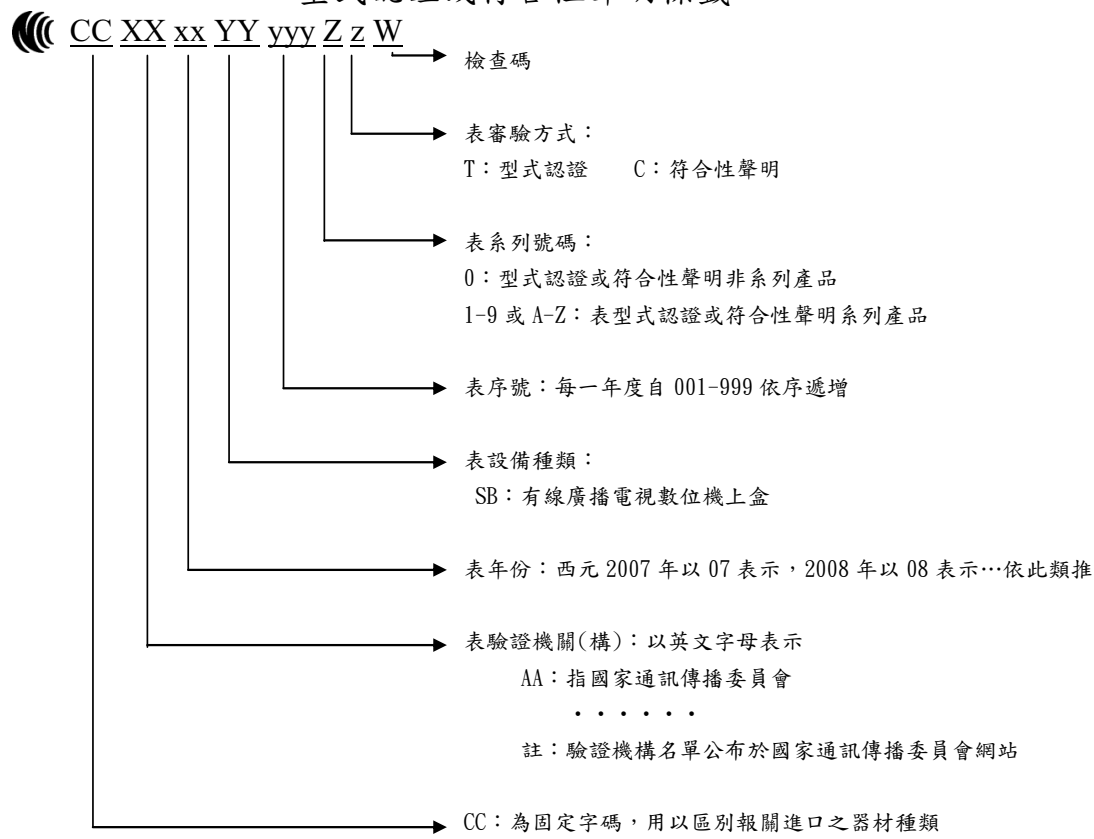 CC XX xx YY yyy Z z W
檢查碼
表審驗方式：
T：型式認證 C：符合性聲明
表系列號碼：
0：型式認證或符合性聲明非系列產品
1-9 或 A-Z：表型式認證或符合性聲明系列產品
表序號：每一年度自 001-999 依序遞增
表設備種類：
SB：有線廣播電視數位機上盒
表年份：西元 2007 年以 07 表示，2008 年以 08 表示…依此類推
表驗證機關(構)：以英文字母表示
AA：指國家通訊傳播委員會
．．．．．．
註：驗證機構名單公布於國家通訊傳播委員會網站
CC：為固定字碼，用以區別報關進口之器材種類